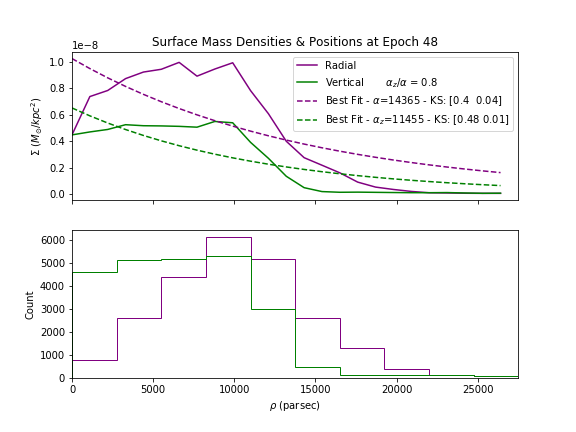 Surface Mass Densities & Positions at Epoch 48
1e−8
1.0
0.8
0.6
0.4
0.2
0.0
Σ (M⊙/kpc²)
Radial
Vertical αz/α = 0.8
Best Fit - α=14365 - KS: [0.4 0.04]
Best Fit - αz=11455 - KS: [0.48 0.01]
6000
5000
4000
3000
2000
1000
0
Count
0 5000 10000 15000 20000 25000
ρ (parsec)